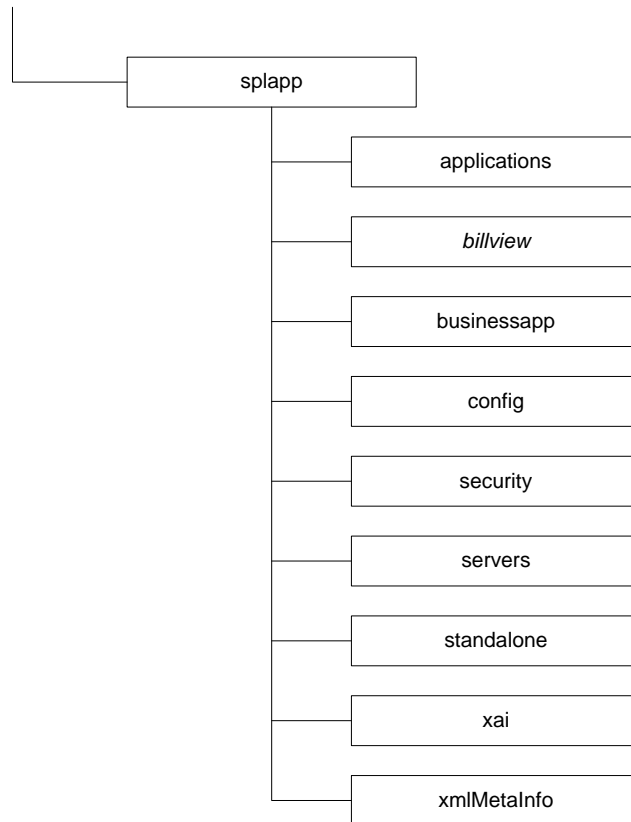 splapp
applications
billview
businessapp
config
security
servers
standalone
xai
xmlMetaInfo